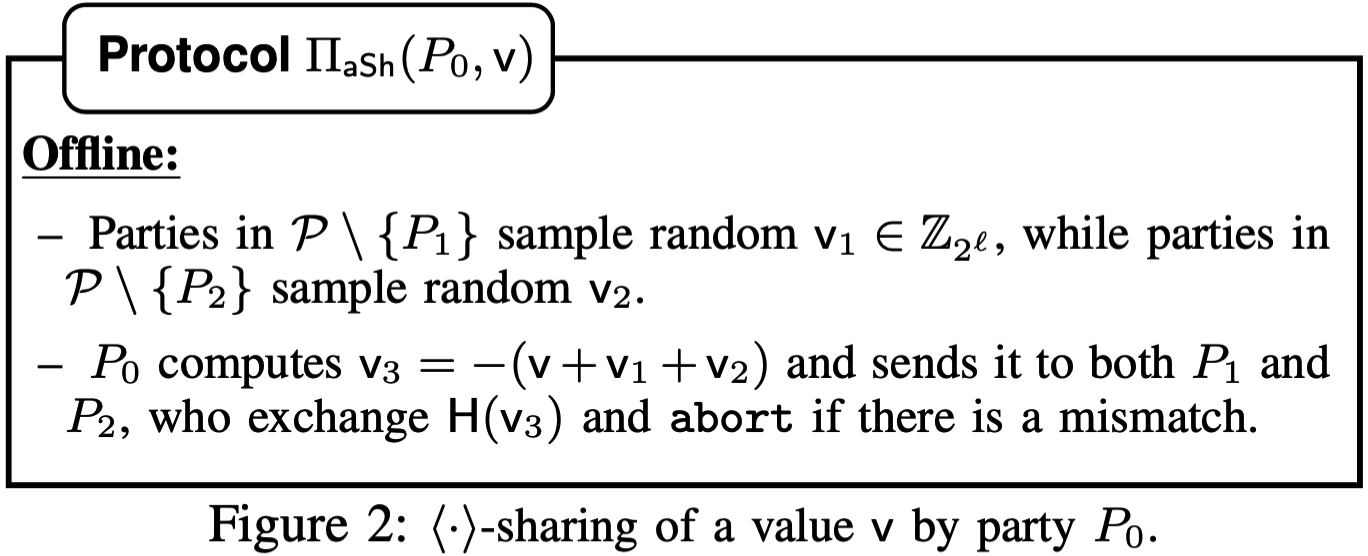 Protocol Π_aSh(P_0, v)
Offline:
– Parties in 𝒫 \ {P_1} sample random v_1 ∈ ℤ_{2^ℓ}, while parties in
𝒫 \ {P_2} sample random v_2.
– P_0 computes v_3 = −(v + v_1 + v_2) and sends it to both P_1 and
P_2, who exchange H(v_3) and abort if there is a mismatch.
Figure 2: ⟨·⟩-sharing of a value v by party P_0.